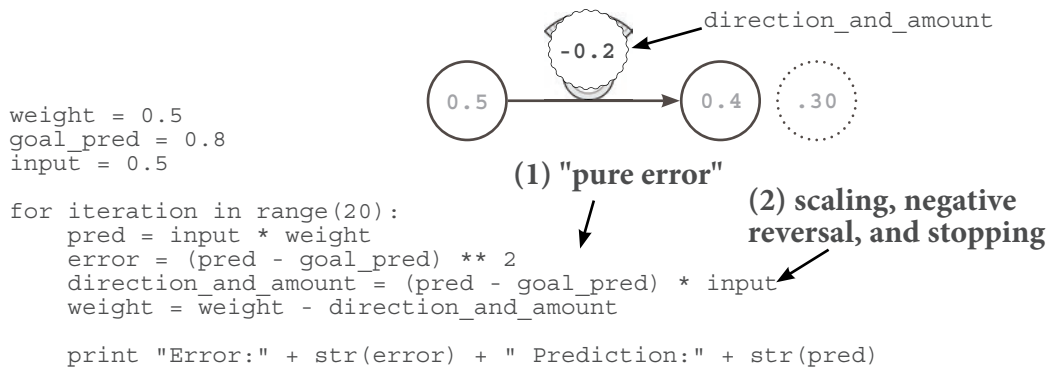 direction_and_amount
-0.2
0.5
0.4
.30
weight = 0.5
goal_pred = 0.8
input = 0.5
(1) "pure error"
(2) scaling, negative
reversal, and stopping
for iteration in range(20):
    pred = input * weight
    error = (pred - goal_pred) ** 2
    direction_and_amount = (pred - goal_pred) * input
    weight = weight - direction_and_amount
    print "Error:" + str(error) + " Prediction:" + str(pred)